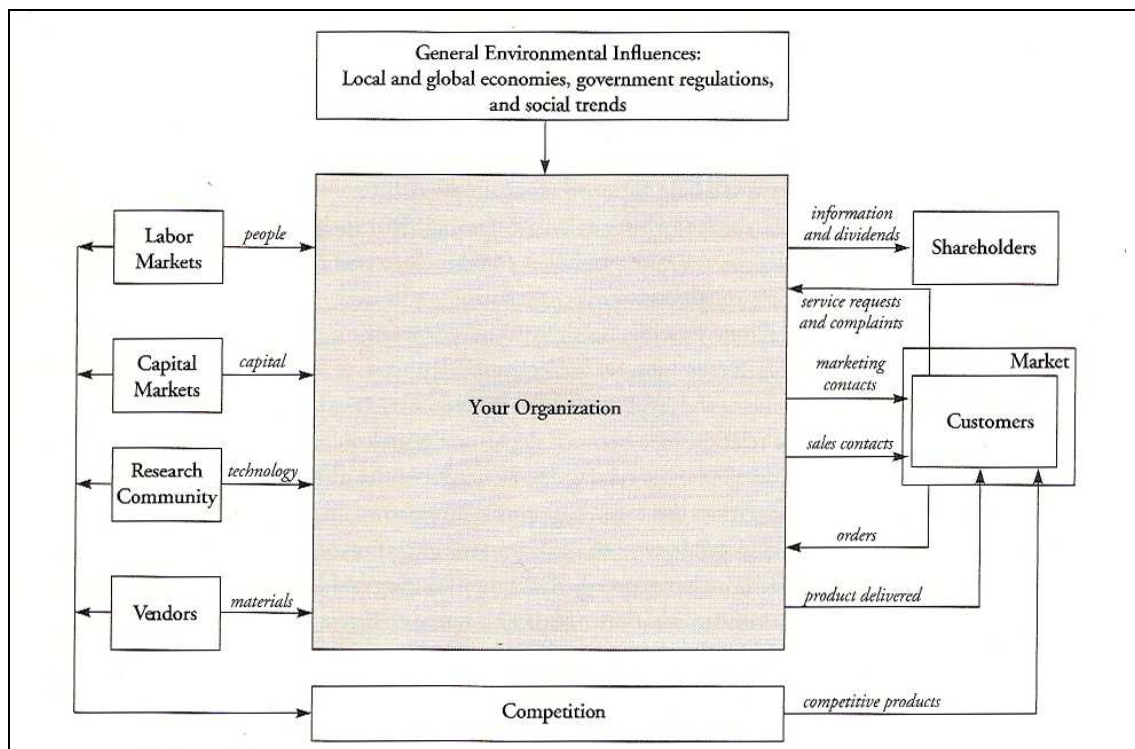 General Environmental Influences:
Local and global economies, government regulations,
and social trends
Labor
Markets
people
information
and dividends
Shareholders
service requests
and complaints
Capital
Markets
capital
Your Organization
marketing
contacts
Market
Customers
sales contacts
Research
Community
technology
orders
Vendors
materials
product delivered
Competition
competitive products